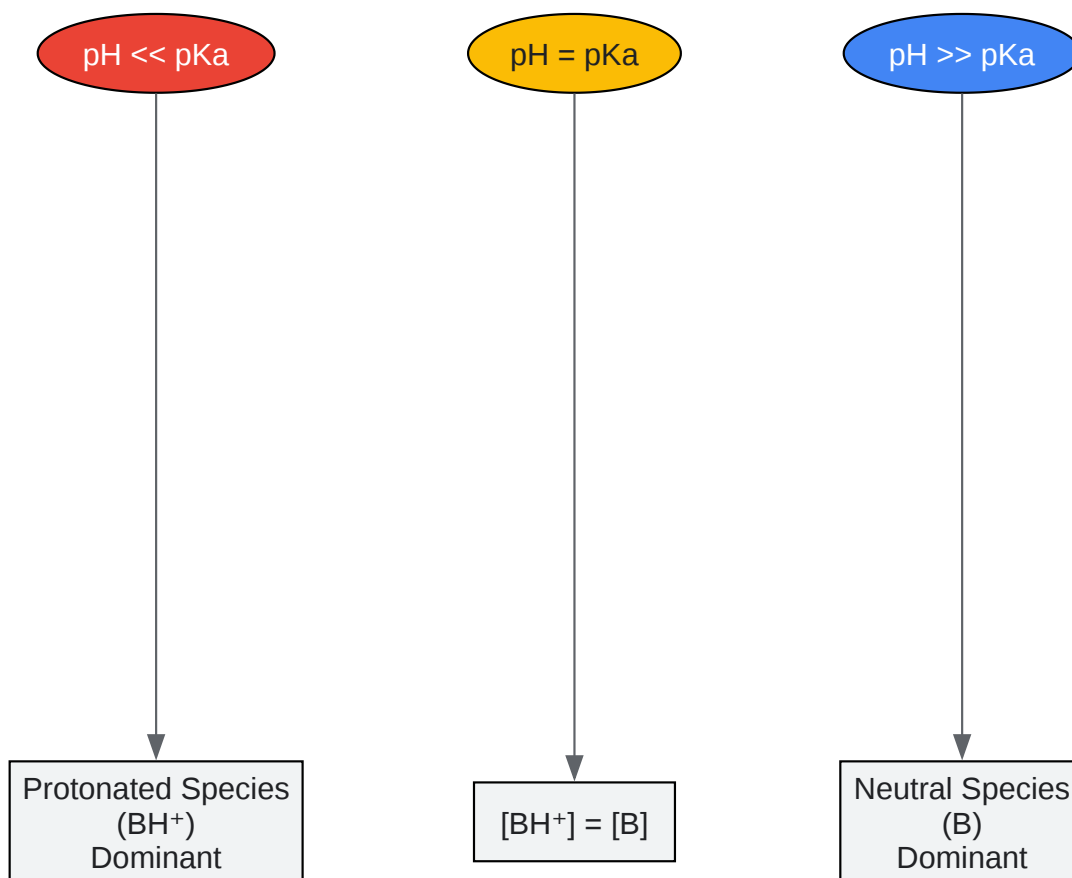 pH << pKa
pH = pKa
pH >> pKa
Protonated Species
(BH⁺)
Dominant
[BH⁺] = [B]
Neutral Species
(B)
Dominant